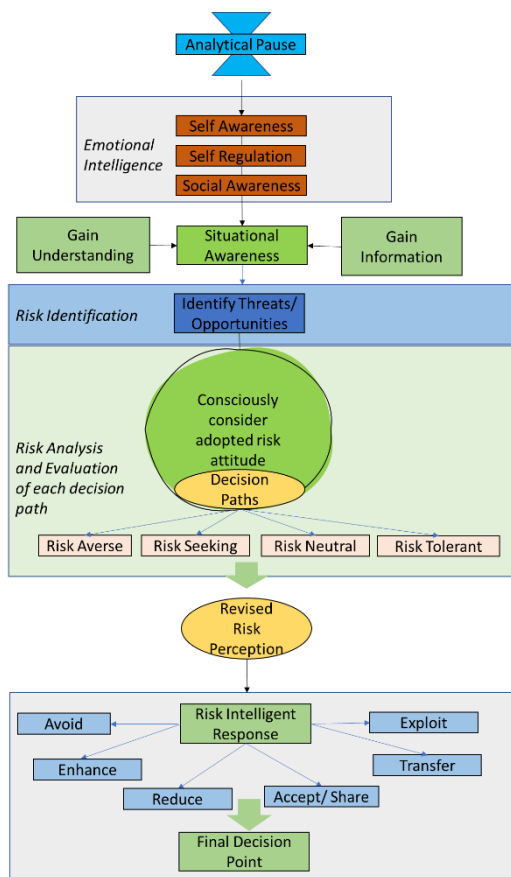 Analytical Pause
Emotional
Intelligence
Self Awareness
Self Regulation
Social Awareness
Gain
Understanding
Situational
Awareness
Gain
Information
Risk Identification
Identify Threats/
Opportunities
Consciously
consider
adopted risk
attitude
Risk Analysis
and Evaluation
of each decision
path
Decision
Paths
Risk Averse
Risk Seeking
Risk Neutral
Risk Tolerant
Revised
Risk
Perception
Risk Intelligent
Response
Avoid
Exploit
Enhance
Transfer
Reduce
Accept/ Share
Final Decision
Point